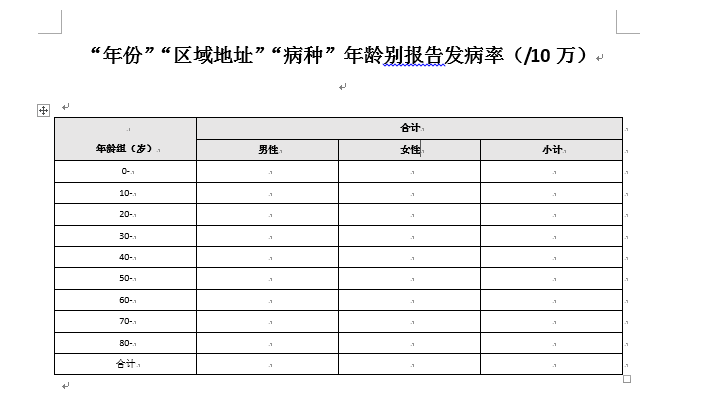 “年份”“区域地址”“病种”年龄别报告发病率（/10 万）
合计
年龄组（岁） 男性 女性 小计
0-
10-
20-
30-
40-
50-
60-
70-
80-
合计